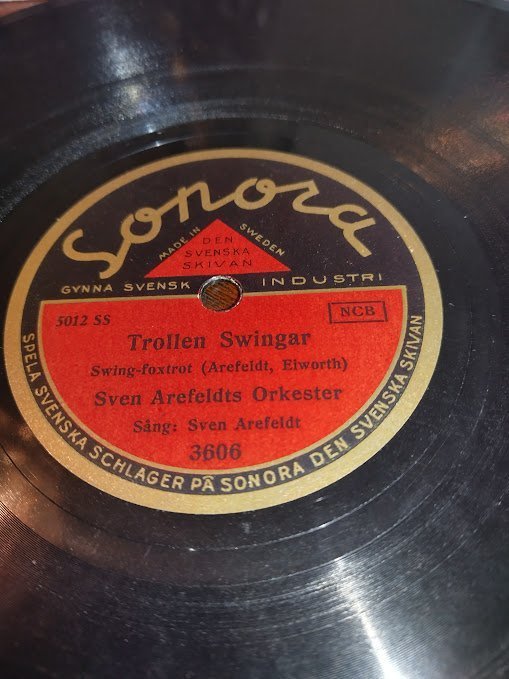 Sonora
MADE IN SWEDEN
DEN
SVENSKA
SKIVAN
GYNNA SVENSK INDUSTRI
5012 SS
NCB
Trollen Swingar
Swing-foxtrot (Arefeldt, Elworth)
Sven Arefeldts Orkester
Sång: Sven Arefeldt
3606
SPELA SVENSKA SCHLAGER PÅ SONORA DEN SVENSKA SKIVAN